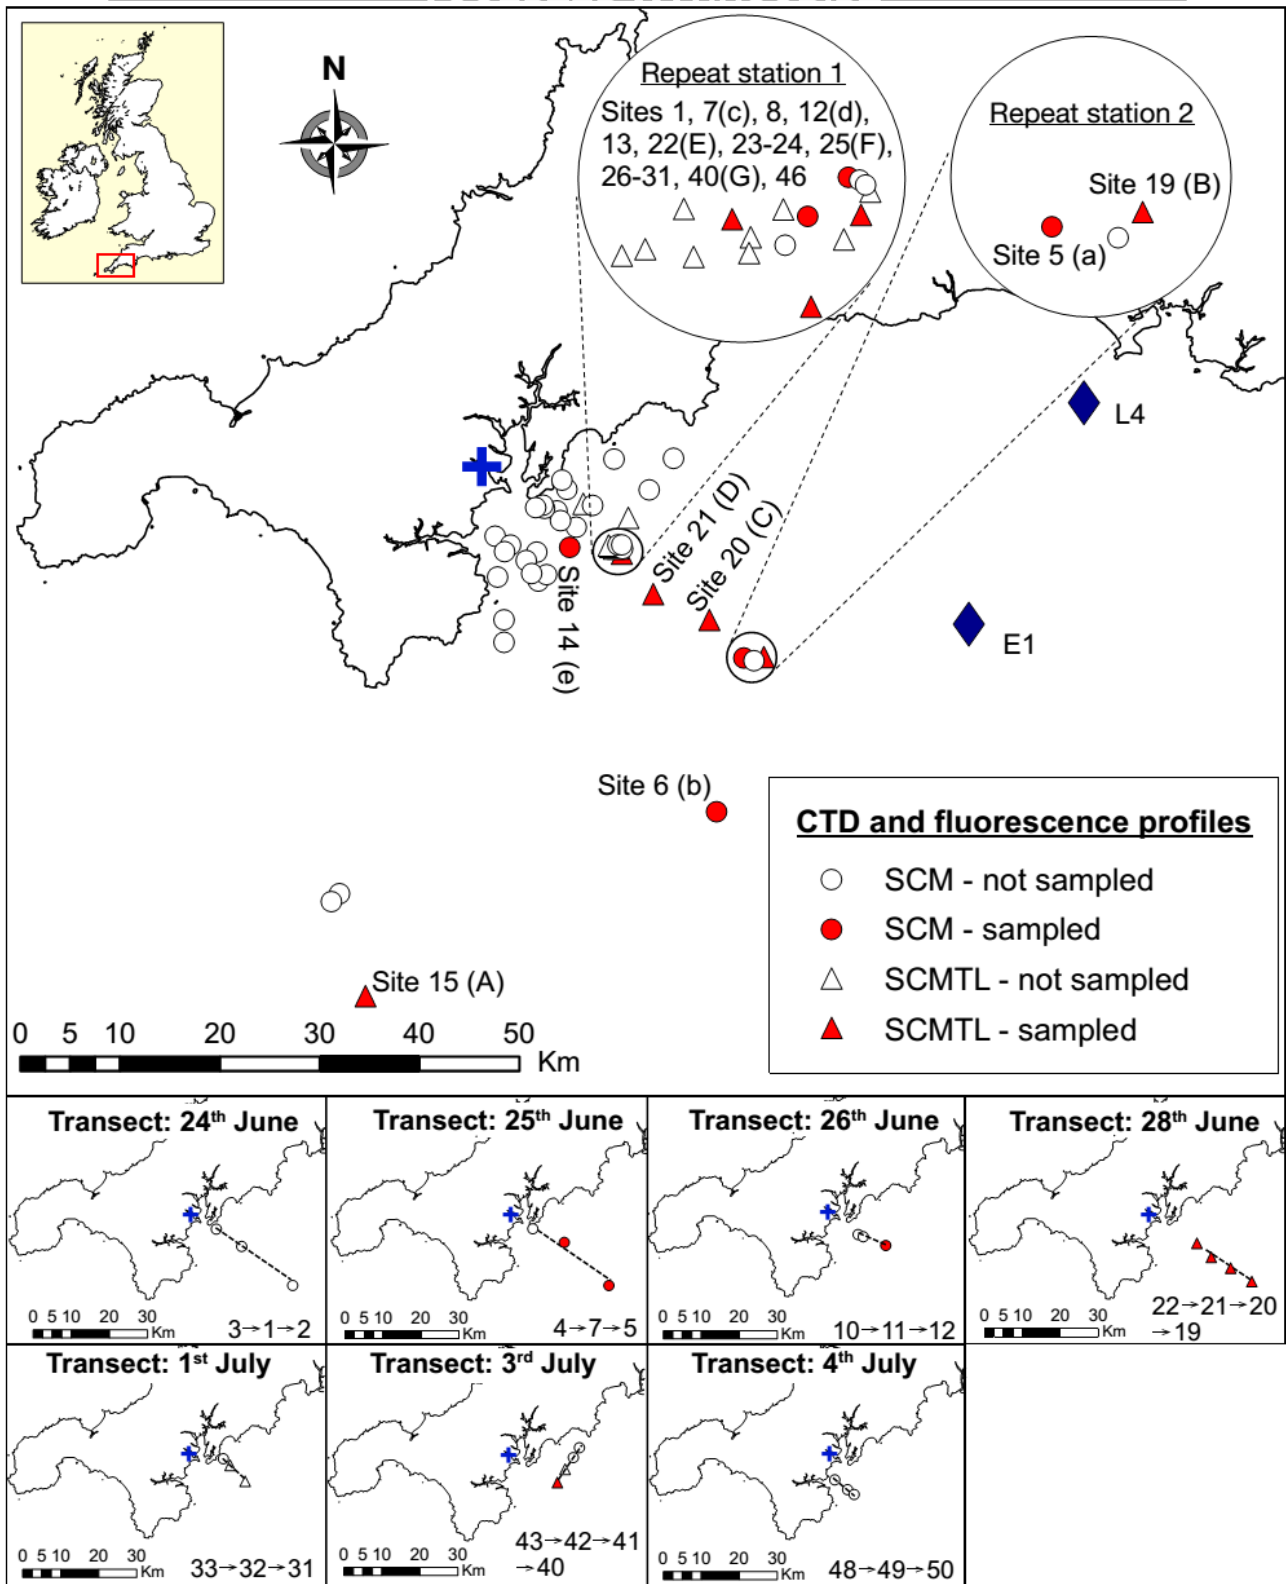 N
Repeat station 1
Sites 1, 7(c), 8, 12(d),
13, 22(E), 23-24, 25(F),
26-31, 40(G), 46
Repeat station 2
Site 19 (B)
Site 5 (a)
L4
E1
Site 21 (D)
Site 20 (C)
Site 14 (e)
Site 6 (b)
Site 15 (A)
0 5 10 20 30 40 50
Km
CTD and fluorescence profiles
SCM - not sampled
SCM - sampled
SCMTL - not sampled
SCMTL - sampled
Transect: 24th June
0 5 10 20 30
Km
3→1→2
Transect: 25th June
0 5 10 20 30
Km
4→7→5
Transect: 26th June
0 5 10 20 30
Km
10→11→12
Transect: 28th June
0 5 10 20 30
Km
22→21→20
→19
Transect: 1st July
0 5 10 20 30
Km
33→32→31
Transect: 3rd July
0 5 10 20 30
Km
43→42→41
→40
Transect: 4th July
0 5 10 20 30
Km
48→49→50